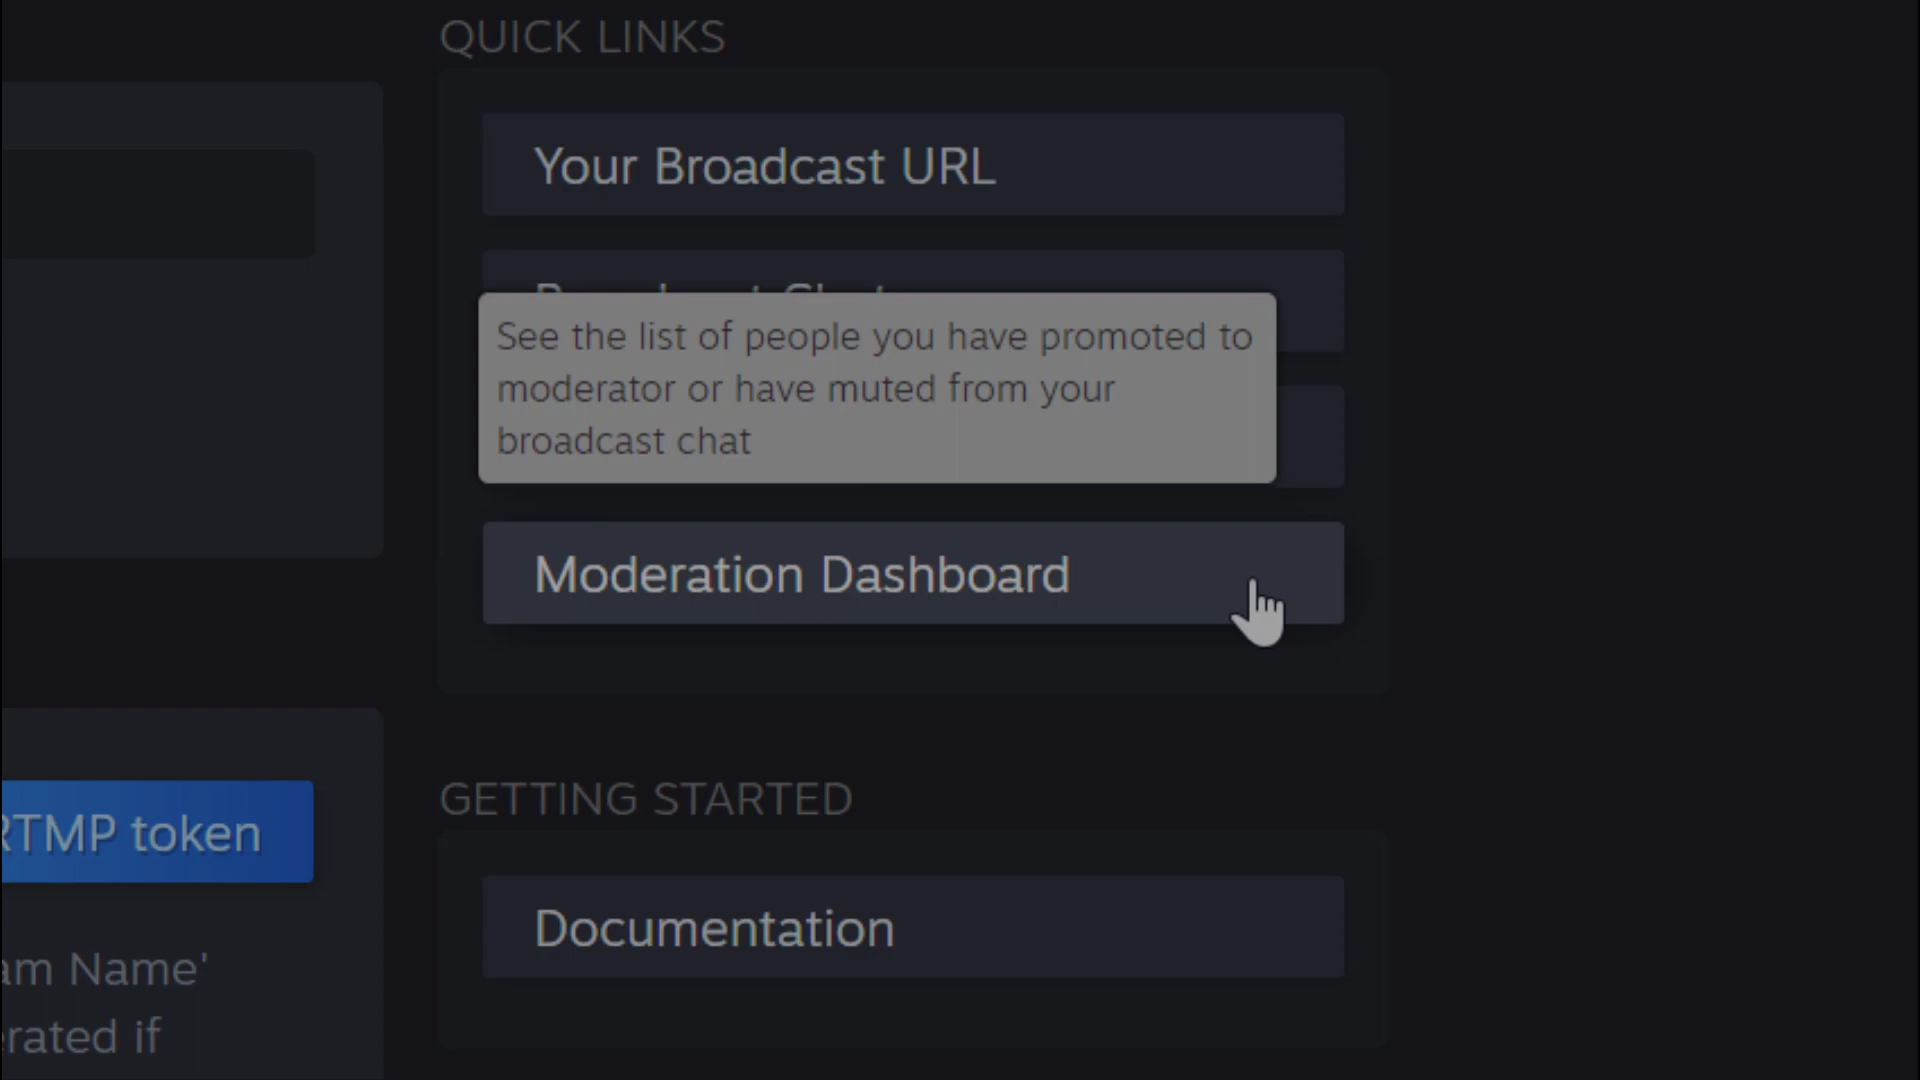 QUICK LINKS
Your Broadcast URL
See the list of people you have promoted to
moderator or have muted from your
broadcast chat
Moderation Dashboard
GETTING STARTED
RTMP token
Documentation
am Name'
erated if